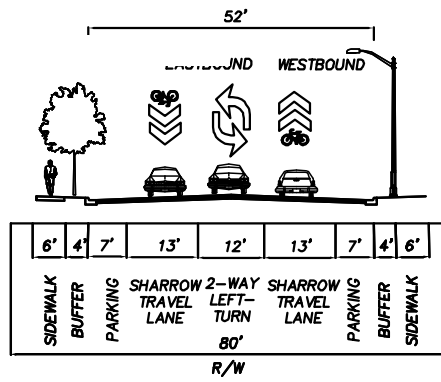 52'
EASTBOUND WESTBOUND
6' 4' 7' 13' 12' 13' 7' 4' 6'
SIDEWALK
BUFFER
PARKING
SHARROW
TRAVEL
LANE
2-WAY
LEFT-
TURN
SHARROW
TRAVEL
LANE
PARKING
BUFFER
SIDEWALK
80'
R/W